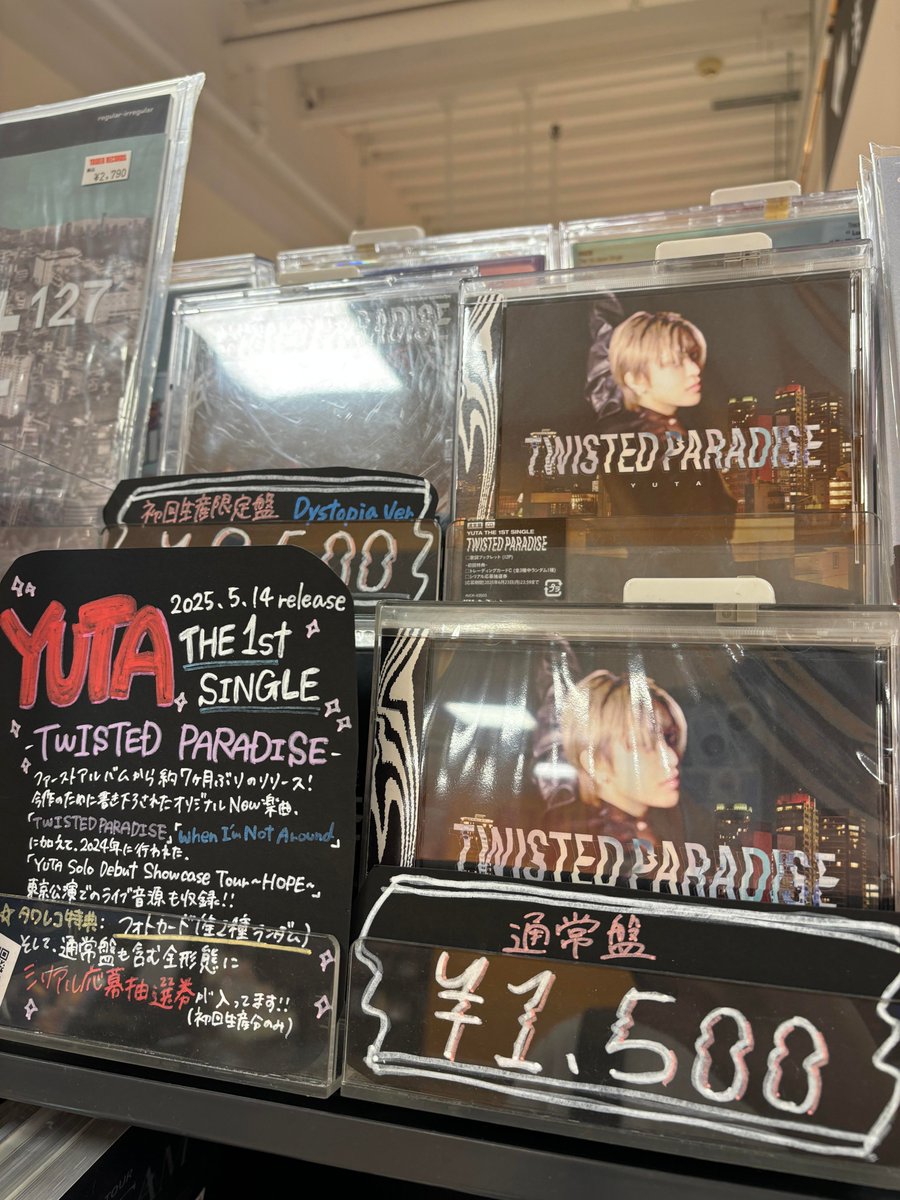 regular-irregular
TOWER RECORDS
¥2,790
127
TWISTED PARADISE
YUTA
初回生産限定盤 Dystopia Ver.
通常盤 CD
YUTA THE 1ST SINGLE
TWISTED PARADISE
2025.5.14 release
YUTA THE 1st
SINGLE
-TWISTED PARADISE-
ファーストアルバムから約7ヶ月ぶりのリリース!
今作のために書き下ろされたオリジナルNew楽曲、
「TWISTED PARADISE」「When I'm Not Around」
に加えて、2024年に行われた、
「YUTA Solo Debut Showcase Tour~HOPE~」
東京公演でのライブ音源も収録!!
☆タワレコ特典: フォトカード(全2種ランダム)
そして、通常盤も含む全形態に
シリアル応募抽選券が入ってます!!
(初回生産分のみ)
TWISTED PARADISE
通常盤
¥1,500